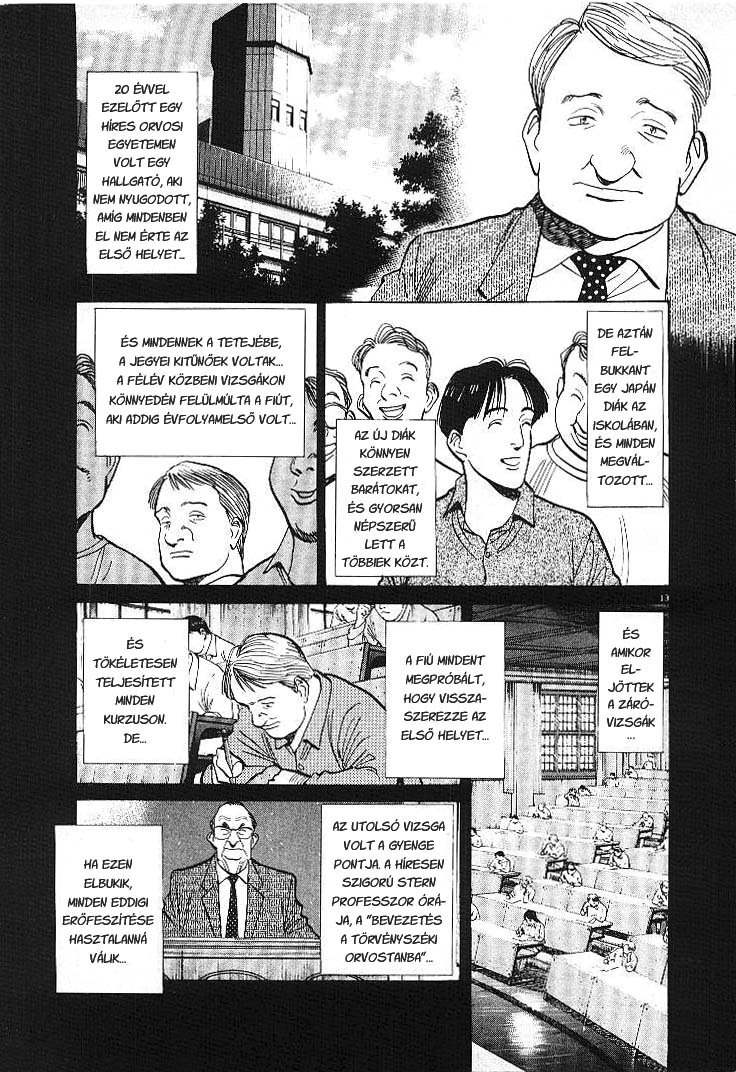 20 ÉVVEL
EZELŐTT EGY
HÍRES ORVOSI
EGYETEMEN
VOLT EGY
HALLGATÓ, AKI
NEM NYUGODOTT,
AMÍG MINDENBEN
EL NEM ÉRTE AZ
ELSŐ HELYET...
DE AZTÁN
FEL-
BUKKANT
EGY JAPÁN
DIÁK AZ
ISKOLÁBAN,
ÉS MINDEN
MEGVÁL-
TOZOTT...
AZ ÚJ DIÁK
KÖNNYEN
SZERZETT
BARÁTOKAT,
ÉS GYORSAN
NÉPSZERŰ
LETT A
TÖBBIEK KÖZT.
ÉS MINDENNEK A TETEJÉBE,
A JEGYEI KITŰNŐEK VOLTAK...
A FÉLÉV KÖZBENI VIZSGÁKON
KÖNNYEDÉN FELÜLMÚLTA A FIÚT,
AKI ADDIG ÉVFOLYAMELSŐ VOLT...
13
ÉS
AMIKOR
EL-
JÖTTEK
A ZÁRÓ-
VIZSGÁK
...
A FIÚ MINDENT
MEGPRÓBÁLT,
HOGY VISSZA-
SZEREZZE AZ
ELSŐ HELYET...
ÉS
TÖKÉLETESEN
TELJESÍTETT
MINDEN
KURZUSON.
DE...
AZ UTOLSÓ VIZSGA
VOLT A GYENGE
PONTJA. A HÍRESEN
SZIGORÚ STERN
PROFESSZOR ÓRÁ-
JA, A "BEVEZETÉS
A TÖRVÉNYSZÉKI
ORVOSTANBA"...
HA EZEN
ELBUKIK,
MINDEN EDDIGI
ERŐFESZÍTÉSE
HASZTALANNÁ
VÁLIK...